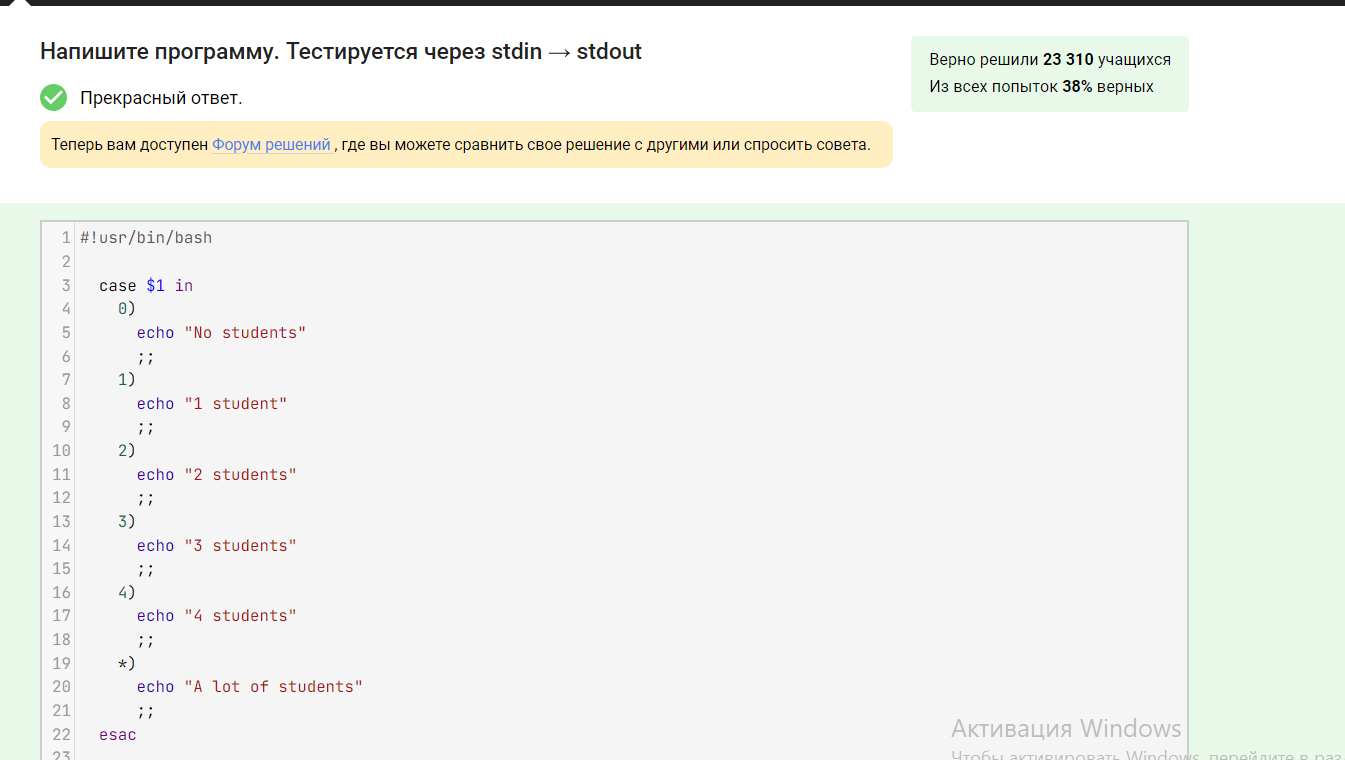 Напишите программу. Тестируется через stdin → stdout
Верно решили 23 310 учащихся
Из всех попыток 38% верных
Прекрасный ответ.
Теперь вам доступен Форум решений , где вы можете сравнить свое решение с другими или спросить совета.
1 #!usr/bin/bash
2
3 case $1 in
4 0)
5 echo "No students"
6 ;;
7 1)
8 echo "1 student"
9 ;;
10 2)
11 echo "2 students"
12 ;;
13 3)
14 echo "3 students"
15 ;;
16 4)
17 echo "4 students"
18 ;;
19 *)
20 echo "A lot of students"
21 ;;
22 esac
23
Активация Windows
Чтобы активировать Windows, перейдите в раз